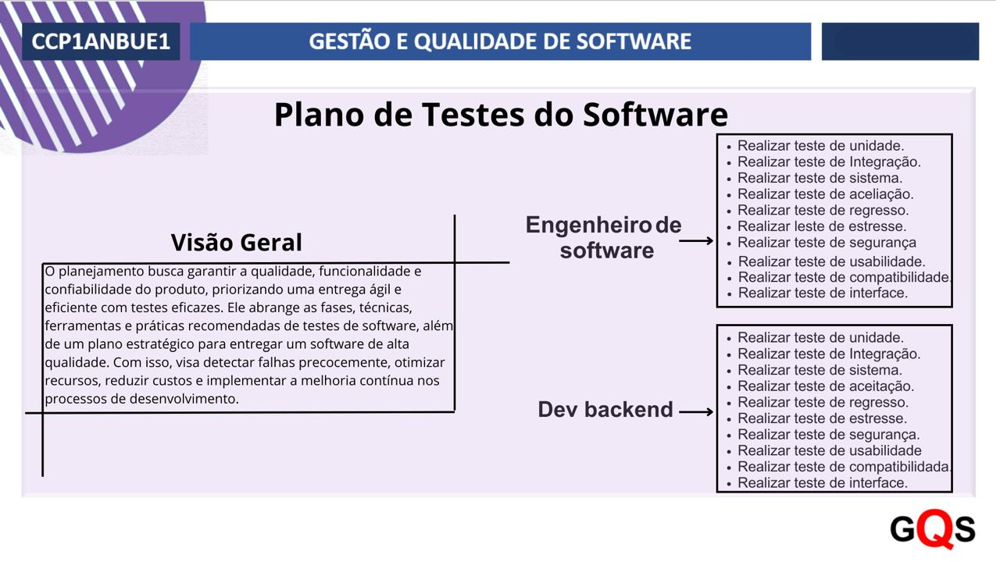 CCP1ANBUE1
GESTÃO E QUALIDADE DE SOFTWARE
Plano de Testes do Software
Visão Geral
O planejamento busca garantir a qualidade, funcionalidade e
confiabilidade do produto, priorizando uma entrega ágil e
eficiente com testes eficazes. Ele abrange as fases, técnicas,
ferramentas e práticas recomendadas de testes de software, além
de um plano estratégico para entregar um software de alta
qualidade. Com isso, visa detectar falhas precocemente, otimizar
recursos, reduzir custos e implementar a melhoria contínua nos
processos de desenvolvimento.
Engenheiro de
software
• Realizar teste de unidade.
• Realizar teste de Integração.
• Realizar teste de sistema.
• Realizar teste de aceliação.
• Realizar teste de regresso.
• Realizar leste de estresse.
• Realizar teste de segurança
• Realizar teste de usabilidade.
• Realizar teste de compatibilidade.
• Realizar teste de interface.
Dev backend
• Realizar teste de unidade.
• Realizar teste de Integração.
• Realizar teste de sistema.
• Realizar teste de aceitação.
• Realizar teste de regresso.
• Realizar teste de estresse.
• Realizar teste de segurança.
• Realizar teste de usabilidade
• Realizar teste de compatibilidada.
• Realizar teste de interface.
GQS